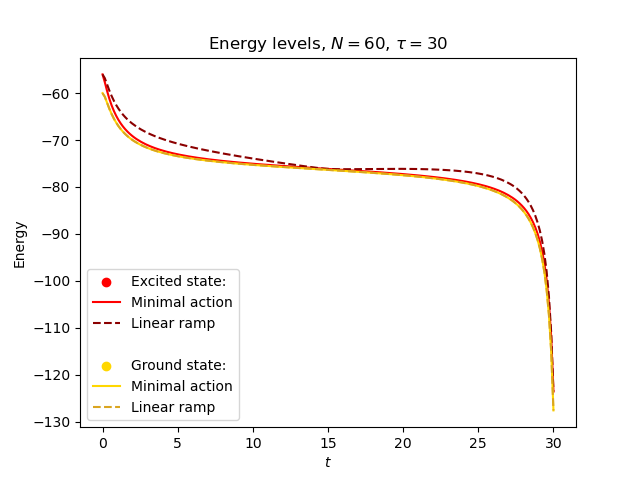 Energy levels, N = 60, τ = 30
Energy
−60
−70
−80
−90
−100
−110
−120
−130
Excited state:
Minimal action
Linear ramp
Ground state:
Minimal action
Linear ramp
0 5 10 15 20 25 30
t